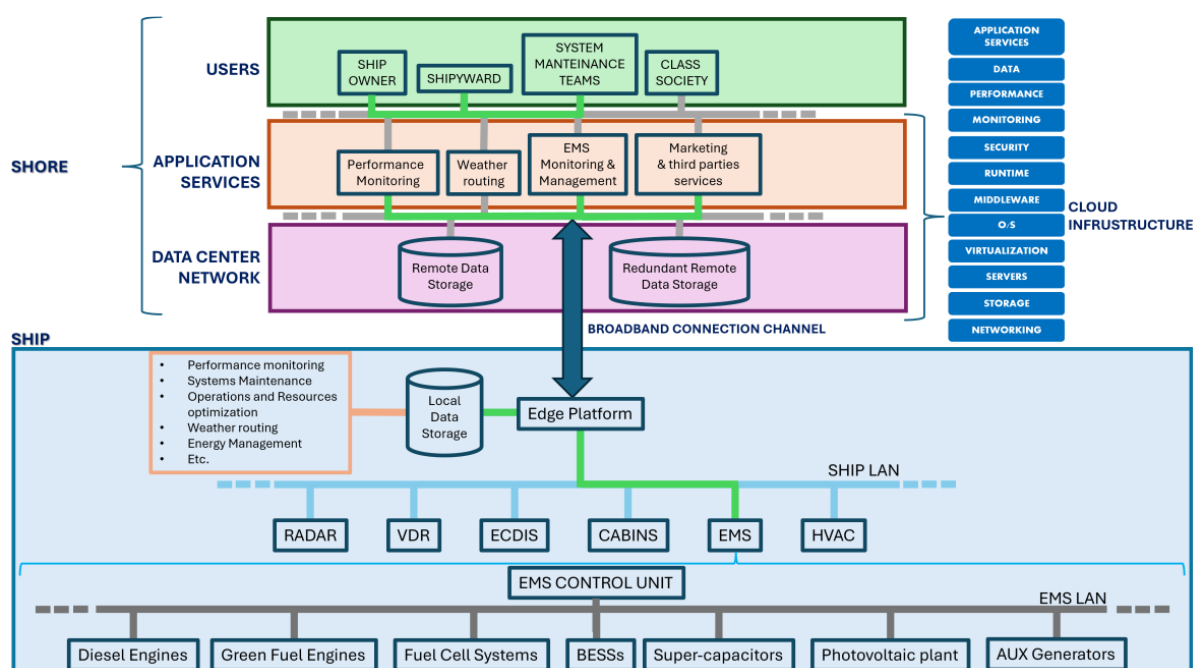 SHORE
USERS
SHIP
OWNER
SHIPYWARD
SYSTEM
MANTEINANCE
TEAMS
CLASS
SOCIETY
APPLICATION
SERVICES
Performance
Monitoring
Weather
routing
EMS
Monitoring &
Management
Marketing
& third parties
services
DATA CENTER
NETWORK
Remote Data
Storage
Redundant Remote
Data Storage
CLOUD
INFRUSTRUCTURE
APPLICATION
SERVICES
DATA
PERFORMANCE
MONITORING
SECURITY
RUNTIME
MIDDLEWARE
O/S
VIRTUALIZATION
SERVERS
STORAGE
NETWORKING
BROADBAND CONNECTION CHANNEL
SHIP
• Performance monitoring
• Systems Maintenance
• Operations and Resources
optimization
• Weather routing
• Energy Management
• Etc.
Local
Data
Storage
Edge Platform
SHIP LAN
RADAR
VDR
ECDIS
CABINS
EMS
HVAC
EMS CONTROL UNIT
EMS LAN
Diesel Engines
Green Fuel Engines
Fuel Cell Systems
BESSs
Super-capacitors
Photovoltaic plant
AUX Generators